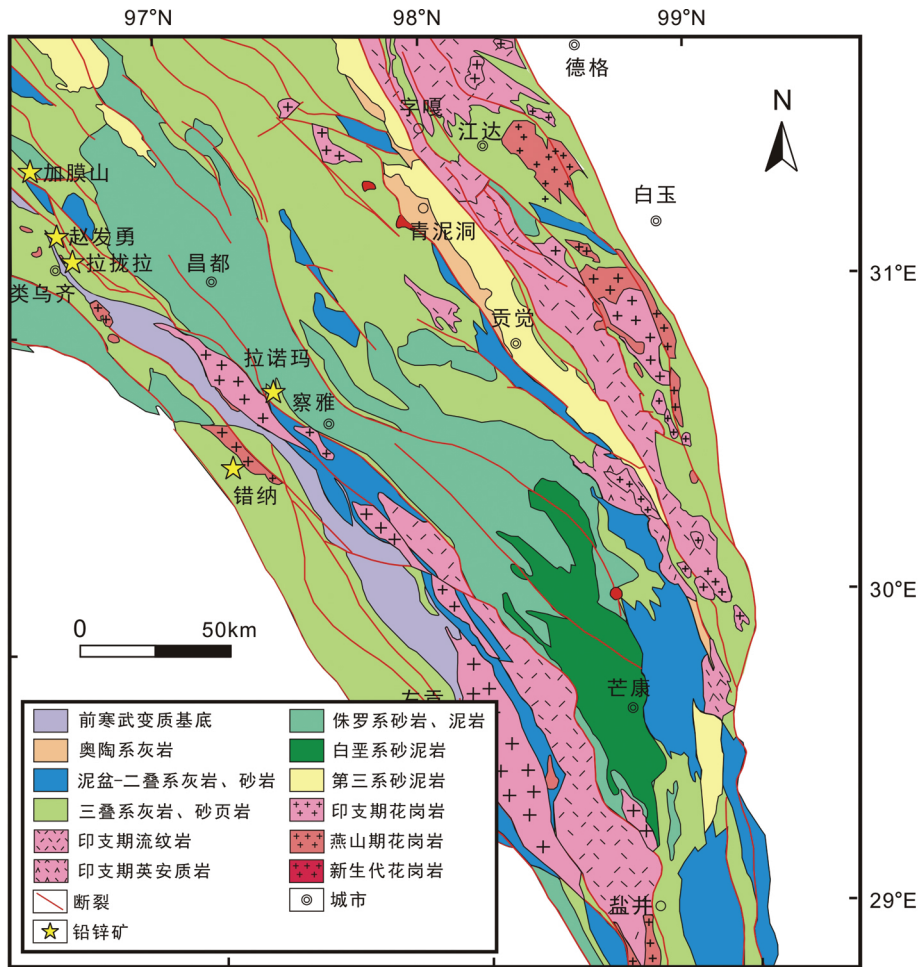 97°N 98°N 99°N
德格
N
字嘎
江达
加膜山
白玉
青泥洞
赵发勇
拉拢拉
昌都
31°E
类乌齐
贡觉
拉诺玛
察雅
错纳
30°E
0 50km
芒康
左贡
前寒武变质基底
侏罗系砂岩、泥岩
奥陶系灰岩
白垩系砂泥岩
泥盆-二叠系灰岩、砂岩
第三系砂泥岩
三叠系灰岩、砂页岩
印支期花岗岩
印支期流纹岩
燕山期花岗岩
印支期英安质岩
新生代花岗岩
断裂
城市
铅锌矿
盐井
29°E